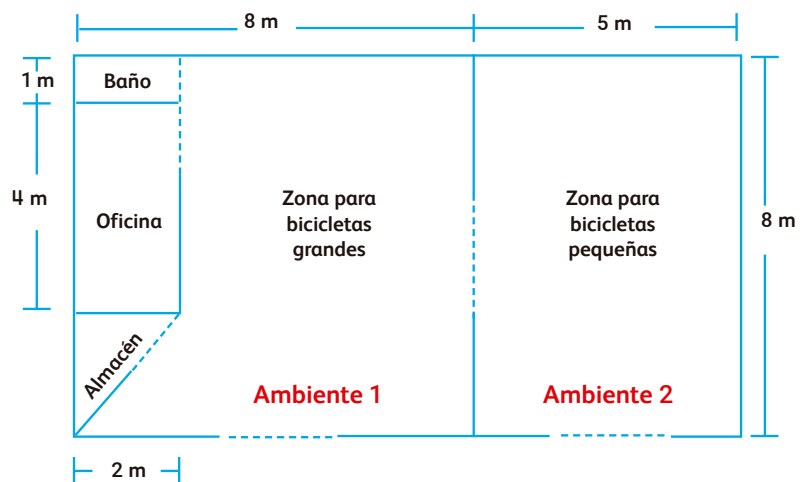 8 m
5 m
1 m
Baño
4 m
Oficina
Zona para
bicicletas
grandes
Zona para
bicicletas
pequeñas
8 m
Almacén
Ambiente 1
Ambiente 2
2 m